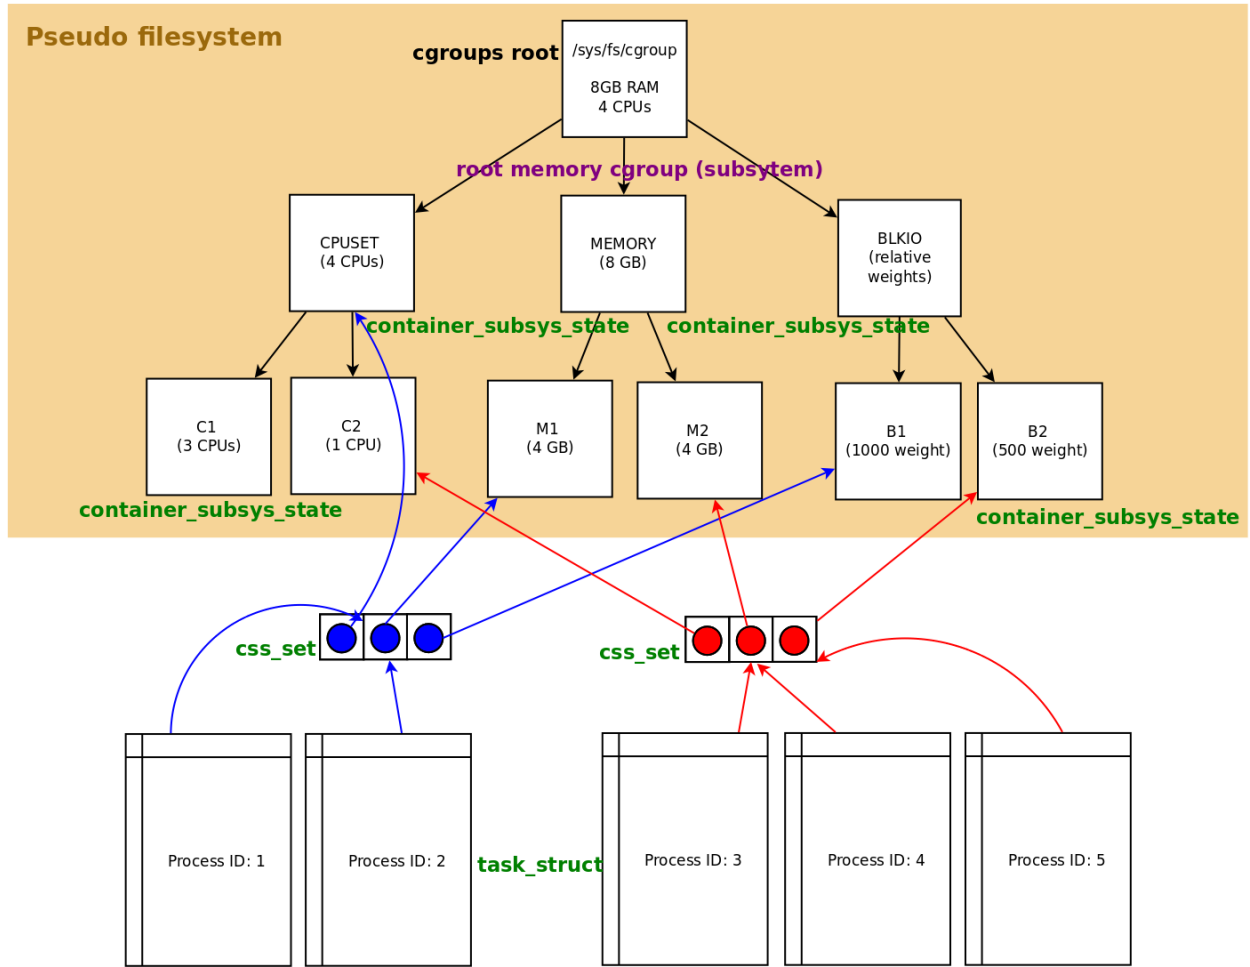 Pseudo filesystem
cgroups root
/sys/fs/cgroup
8GB RAM
4 CPUs
root memory cgroup (subsytem)
CPUSET
(4 CPUs)
MEMORY
(8 GB)
BLKIO
(relative
weights)
container_subsys_state
container_subsys_state
C1
(3 CPUs)
C2
(1 CPU)
M1
(4 GB)
M2
(4 GB)
B1
(1000 weight)
B2
(500 weight)
container_subsys_state
container_subsys_state
css_set
css_set
Process ID: 1
Process ID: 2
task_struct
Process ID: 3
Process ID: 4
Process ID: 5